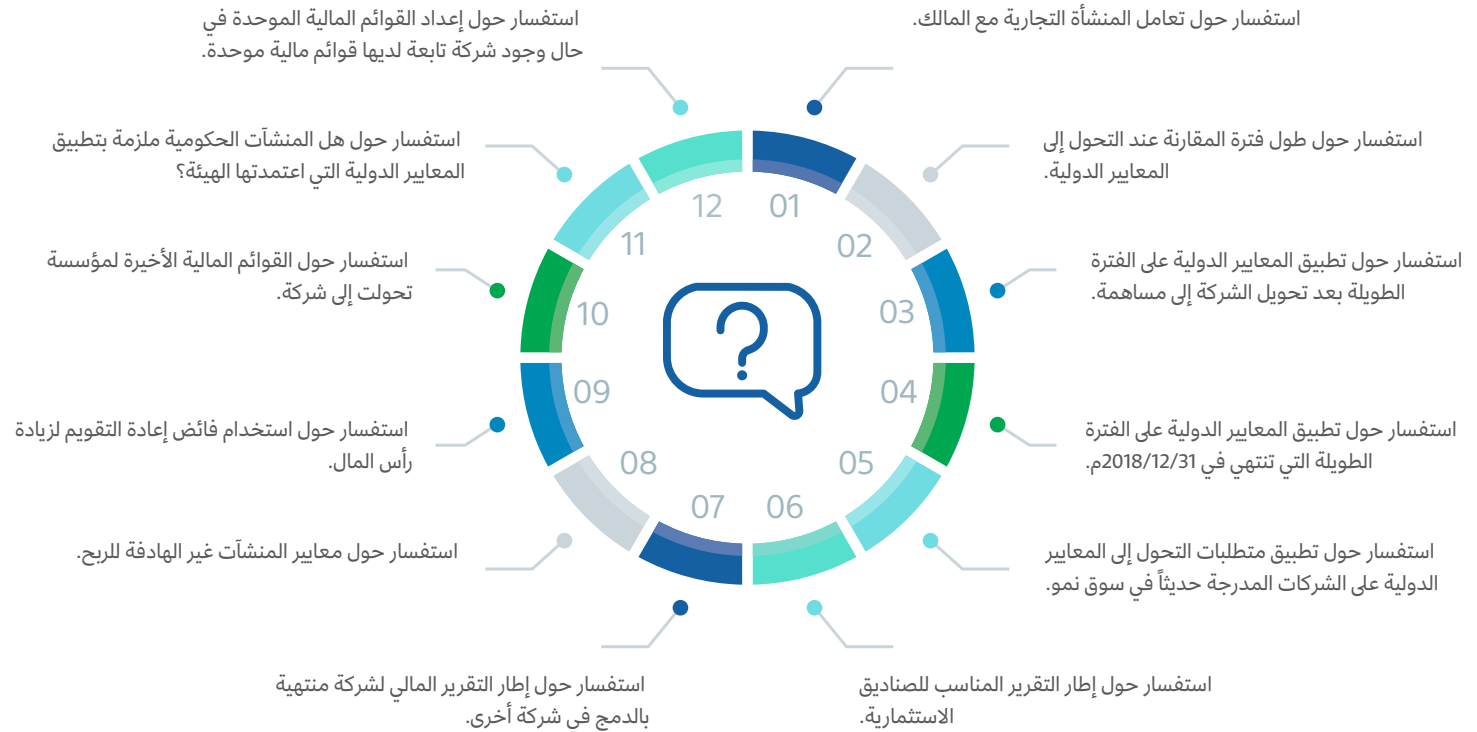 01
استفسار حول تعامل المنشأة التجارية مع المالك.
02
استفسار حول طول فترة المقارنة عند التحول إلى
المعايير الدولية.
03
استفسار حول تطبيق المعايير الدولية على الفترة
الطويلة بعد تحويل الشركة إلى مساهمة.
04
استفسار حول تطبيق المعايير الدولية على الفترة
الطويلة التي تنتهي في 2018/12/31م.
05
استفسار حول تطبيق متطلبات التحول إلى المعايير
الدولية على الشركات المدرجة حديثاً في سوق نمو.
06
استفسار حول إطار التقرير المناسب للصناديق
الاستثمارية.
07
استفسار حول إطار التقرير المالي لشركة منتهية
بالدمج في شركة أخرى.
08
استفسار حول معايير المنشآت غير الهادفة للربح.
09
استفسار حول استخدام فائض إعادة التقويم لزيادة
رأس المال.
10
استفسار حول القوائم المالية الأخيرة لمؤسسة
تحولت إلى شركة.
11
استفسار حول هل المنشآت الحكومية ملزمة بتطبيق
المعايير الدولية التي اعتمدتها الهيئة؟
12
استفسار حول إعداد القوائم المالية الموحدة في
حال وجود شركة تابعة لديها قوائم مالية موحدة.